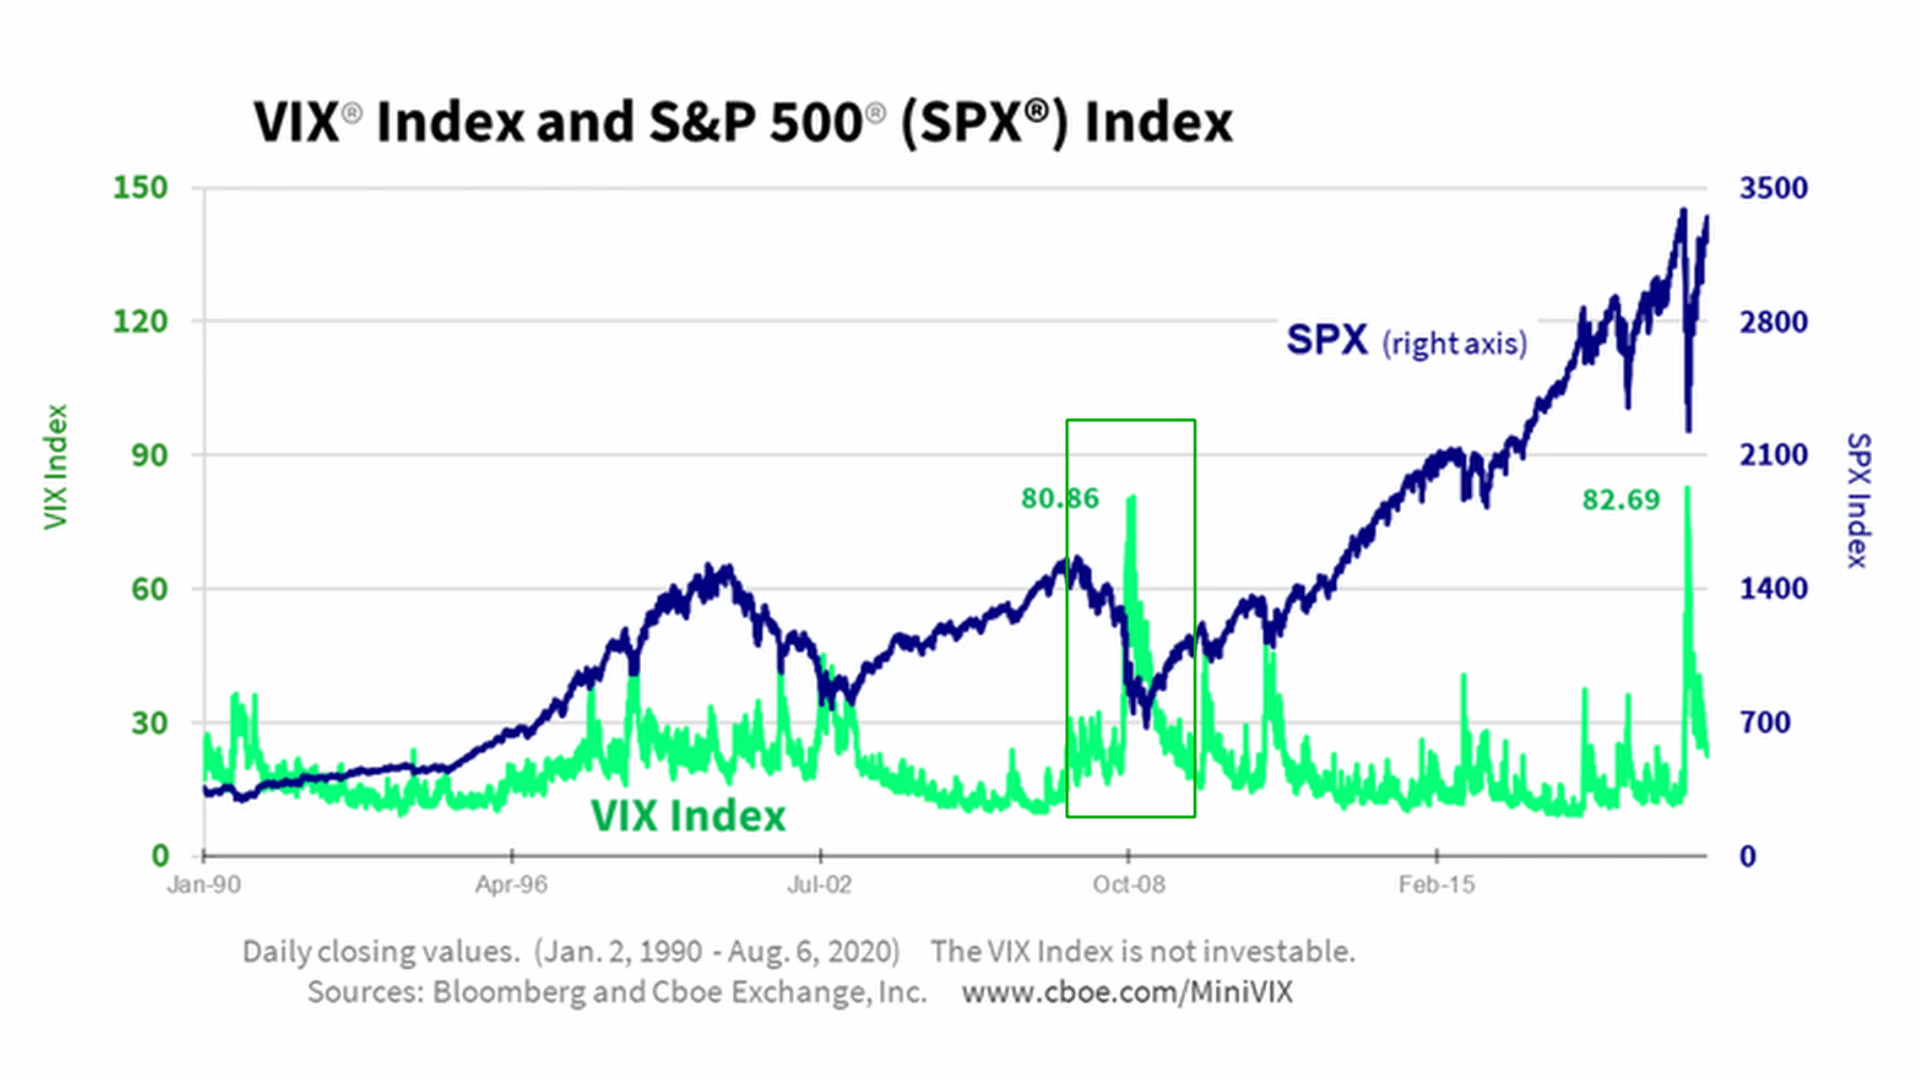 VIX® Index and S&P 500® (SPX®) Index
150
3500
120
2800
SPX (right axis)
90
2100
VIX Index
SPX Index
80.86
82.69
60
1400
30
700
VIX Index
0
0
Jan-90
Apr-96
Jul-02
Oct-08
Feb-15
Daily closing values. (Jan. 2, 1990 - Aug. 6, 2020) The VIX Index is not investable.
Sources: Bloomberg and Cboe Exchange, Inc. www.cboe.com/MiniVIX